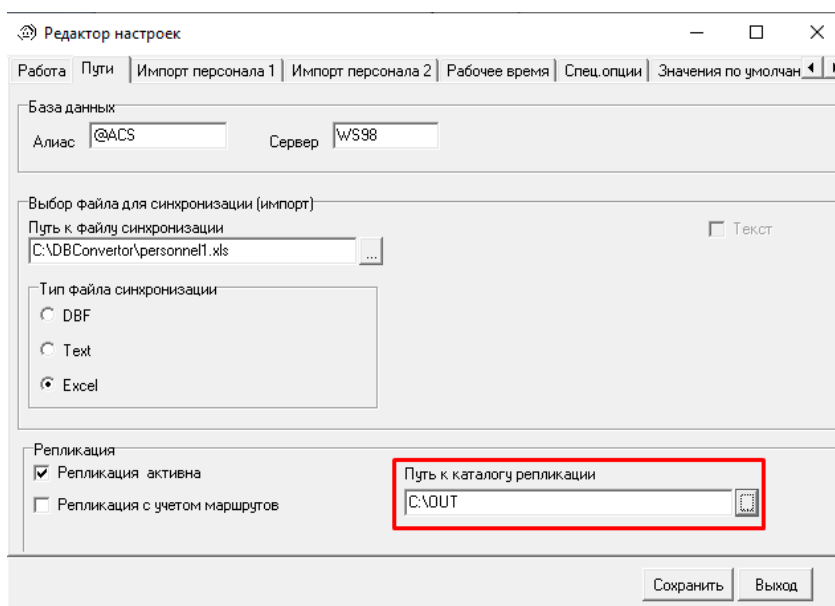 Редактор настроек
Работа Пути Импорт персонала 1 Импорт персонала 2 Рабочее время Спец.опции Значения по умолчан
База данных
Алиас @ACS Сервер WS98
Выбор файла для синхронизации (импорт)
Путь к файлу синхронизации Текст
C:\DBConvertor\personnel1.xls ...
Тип файла синхронизации
DBF
Text
Excel
Репликация
Репликация активна Путь к каталогу репликации
Репликация с учетом маршрутов C:\OUT ...
Сохранить Выход